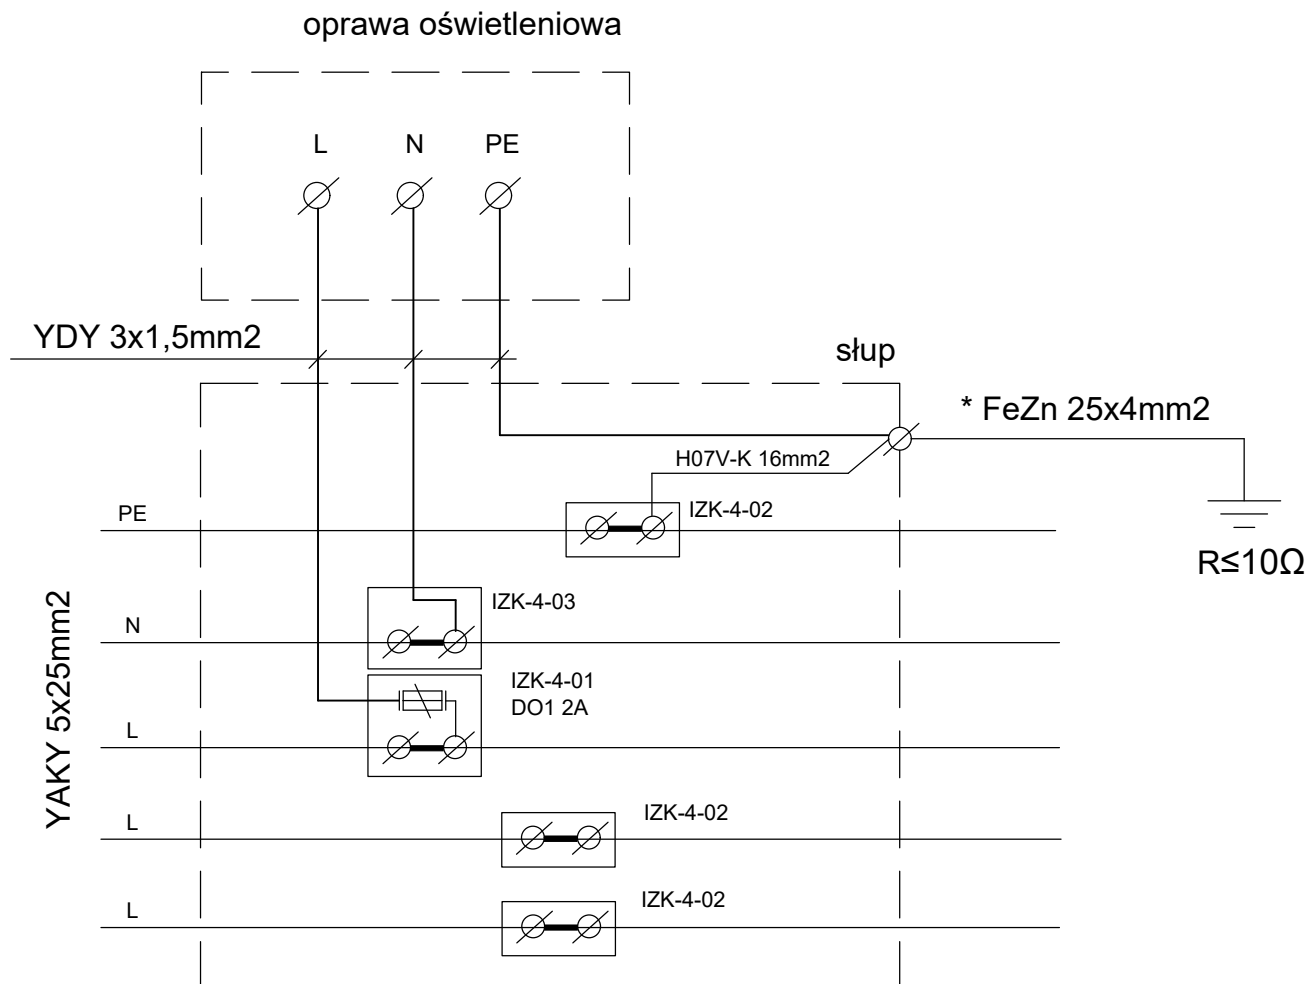 oprawa oświetleniowa
L N PE
YDY 3x1,5mm2
słup
* FeZn 25x4mm2
H07V-K 16mm2
IZK-4-02
PE
R≤10Ω
IZK-4-03
N
YAKY 5x25mm2
IZK-4-01
DO1 2A
L
IZK-4-02
L
IZK-4-02
L